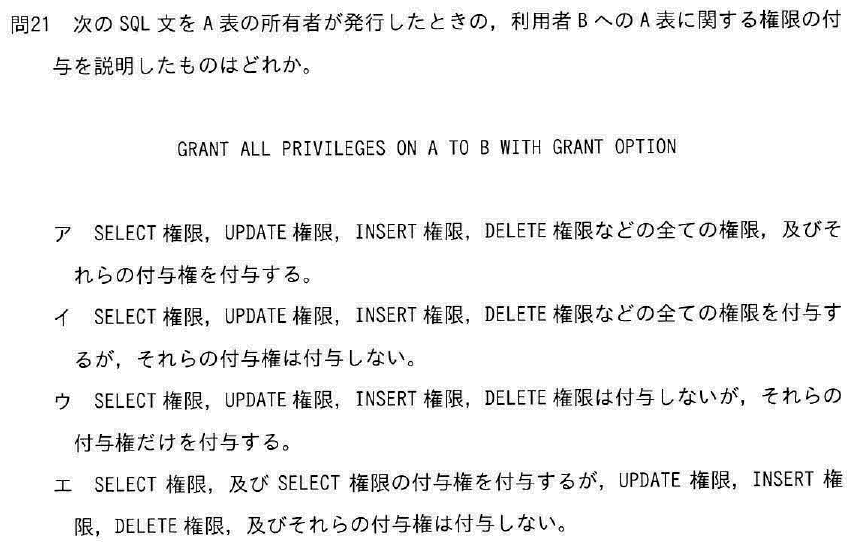 問21 次の SQL 文を A 表の所有者が発行したときの，利用者 B への A 表に関する権限の付
与を説明したものはどれか。
GRANT ALL PRIVILEGES ON A TO B WITH GRANT OPTION
ア SELECT 権限，UPDATE 権限，INSERT 権限，DELETE 権限などの全ての権限，及びそ
れらの付与権を付与する。
イ SELECT 権限，UPDATE 権限，INSERT 権限，DELETE 権限などの全ての権限を付与す
るが，それらの付与権は付与しない。
ウ SELECT 権限，UPDATE 権限，INSERT 権限，DELETE 権限は付与しないが，それらの
付与権だけを付与する。
エ SELECT 権限，及び SELECT 権限の付与権を付与するが，UPDATE 権限，INSERT 権
限，DELETE 権限，及びそれらの付与権は付与しない。